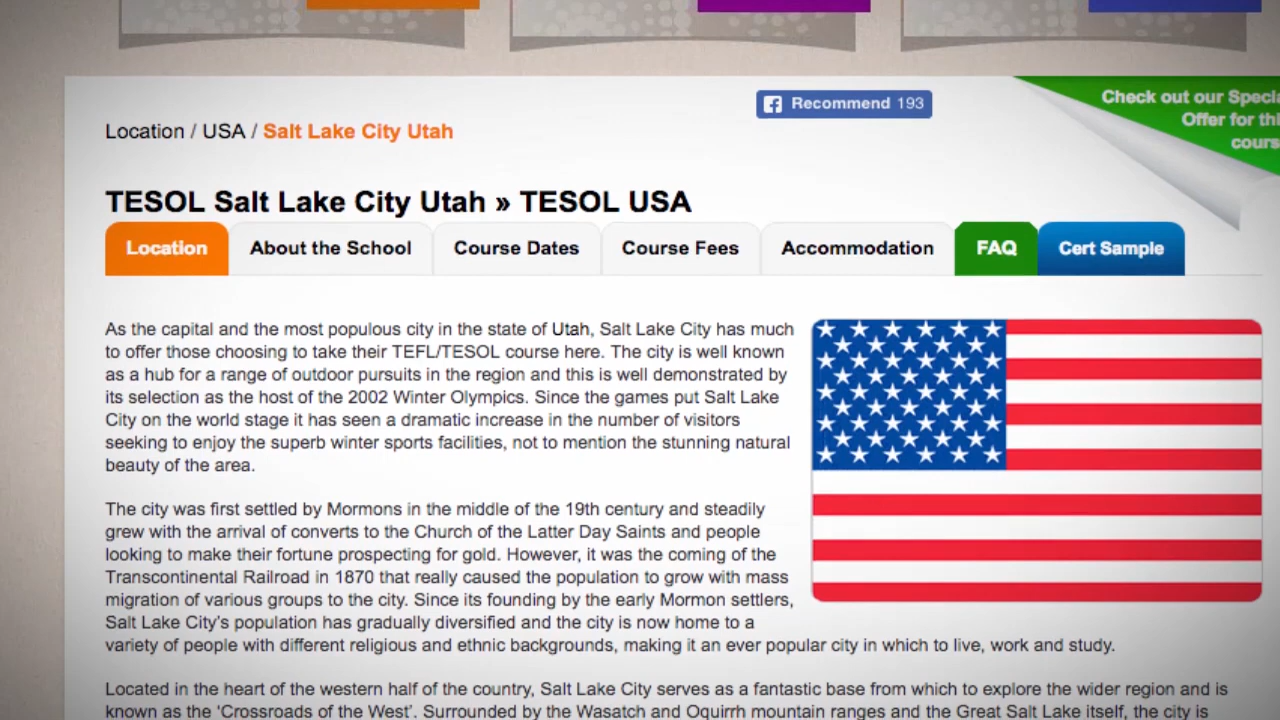 Recommend 193
Check out our Specia
Offer for thi
cours
Location / USA / Salt Lake City Utah
TESOL Salt Lake City Utah » TESOL USA
Location About the School Course Dates Course Fees Accommodation FAQ Cert Sample
As the capital and the most populous city in the state of Utah, Salt Lake City has much
to offer those choosing to take their TEFL/TESOL course here. The city is well known
as a hub for a range of outdoor pursuits in the region and this is well demonstrated by
its selection as the host of the 2002 Winter Olympics. Since the games put Salt Lake
City on the world stage it has seen a dramatic increase in the number of visitors
seeking to enjoy the superb winter sports facilities, not to mention the stunning natural
beauty of the area.
The city was first settled by Mormons in the middle of the 19th century and steadily
grew with the arrival of converts to the Church of the Latter Day Saints and people
looking to make their fortune prospecting for gold. However, it was the coming of the
Transcontinental Railroad in 1870 that really caused the population to grow with mass
migration of various groups to the city. Since its founding by the early Mormon settlers,
Salt Lake City's population has gradually diversified and the city is now home to a
variety of people with different religious and ethnic backgrounds, making it an ever popular city in which to live, work and study.
Located in the heart of the western half of the country, Salt Lake City serves as a fantastic base from which to explore the wider region and is
known as the 'Crossroads of the West'. Surrounded by the Wasatch and Oquirrh mountain ranges and the Great Salt Lake itself, the city is